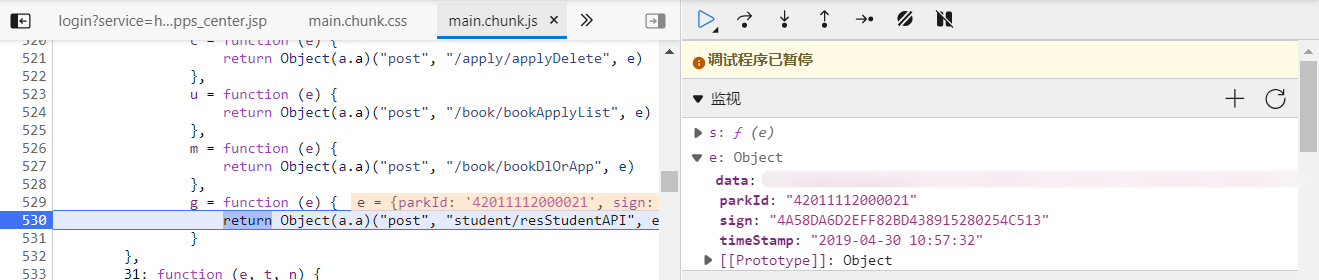 login?service=h...pps_center.jsp main.chunk.css main.chunk.js
521 return Object(a.a)("post", "/apply/applyDelete", e)
522 },
523 u = function (e) {
524 return Object(a.a)("post", "/book/bookApplyList", e)
525 },
526 m = function (e) {
527 return Object(a.a)("post", "/book/bookDlOrApp", e)
528 },
529 g = function (e) { e = {parkId: '42011112000021', sign:
530 return Object(a.a)("post", "student/resStudentAPI", e
531 }
532 },
533 31: function (e, t, n) {
调试程序已暂停
监视
s: ƒ (e)
e: Object
data:
parkId: "42011112000021"
sign: "4A58DA6D2EFF82BD438915280254C513"
timeStamp: "2019-04-30 10:57:32"
[[Prototype]]: Object